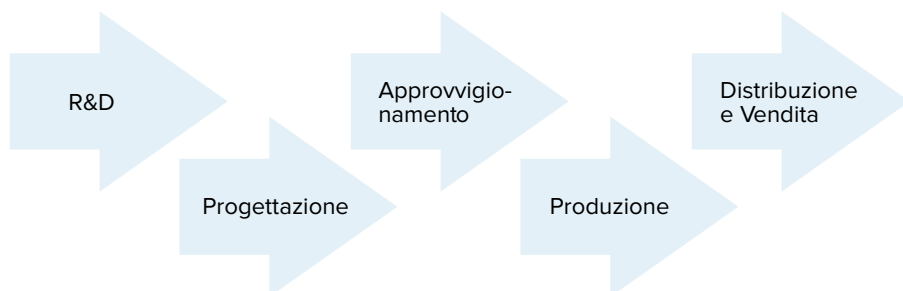 R&D
Progettazione
Approvvigio-
namento
Produzione
Distribuzione
e Vendita